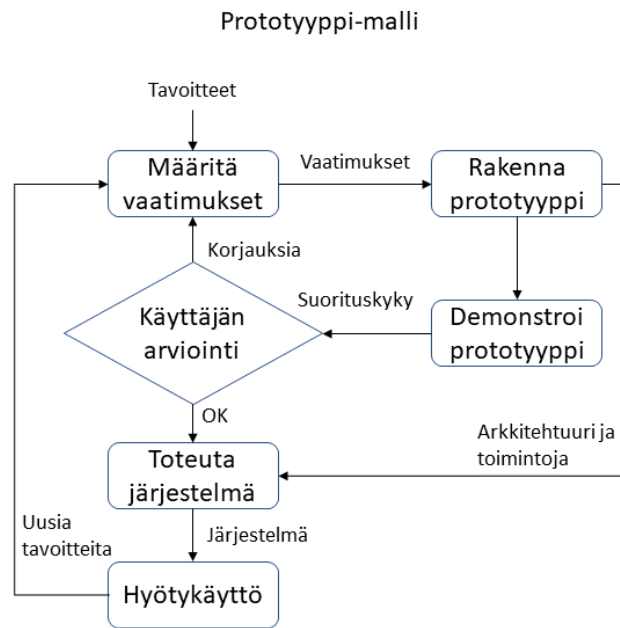 Prototyyppi-malli
Tavoitteet
Määritä
vaatimukset
Vaatimukset
Rakenna
prototyyppi
Korjauksia
Käyttäjän
arviointi
Suorituskyky
Demonstroi
prototyyppi
OK
Arkkitehtuuri ja
toimintoja
Toteuta
järjestelmä
Uusia
tavoitteita
Järjestelmä
Hyötykäyttö